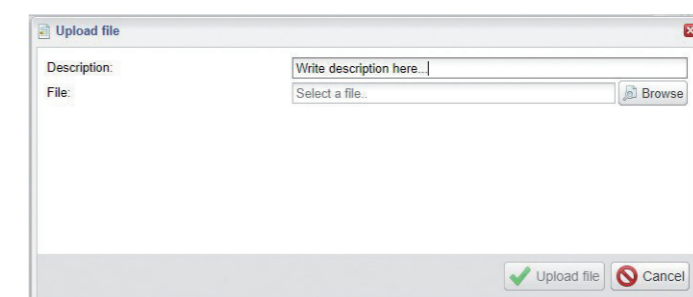 Upload file
Description: Write description here...
File: Select a file.. Browse
Upload file Cancel